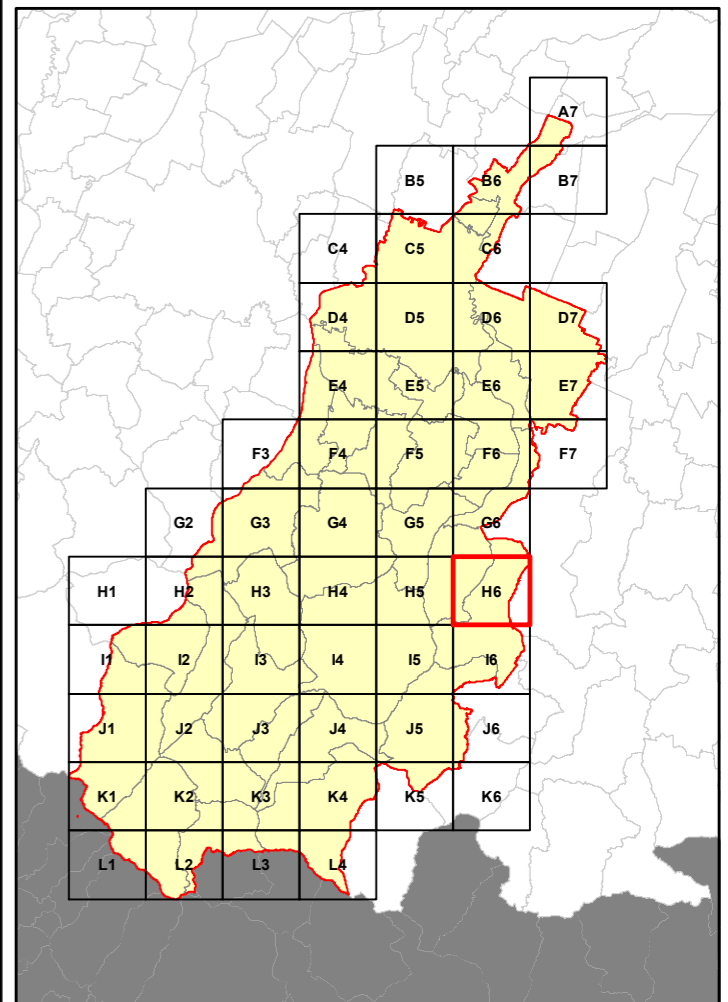 A7
B5 B6 B7
C4 C5 C6
D4 D5 D6 D7
E4 E5 E6 E7
F3 F4 F5 F6 F7
G2 G3 G4 G5 G6
H1 H2 H3 H4 H5 H6
I1 I2 I3 I4 I5 I6
J1 J2 J3 J4 J5 J6
K1 K2 K3 K4 K5 K6
L1 L2 L3 L4